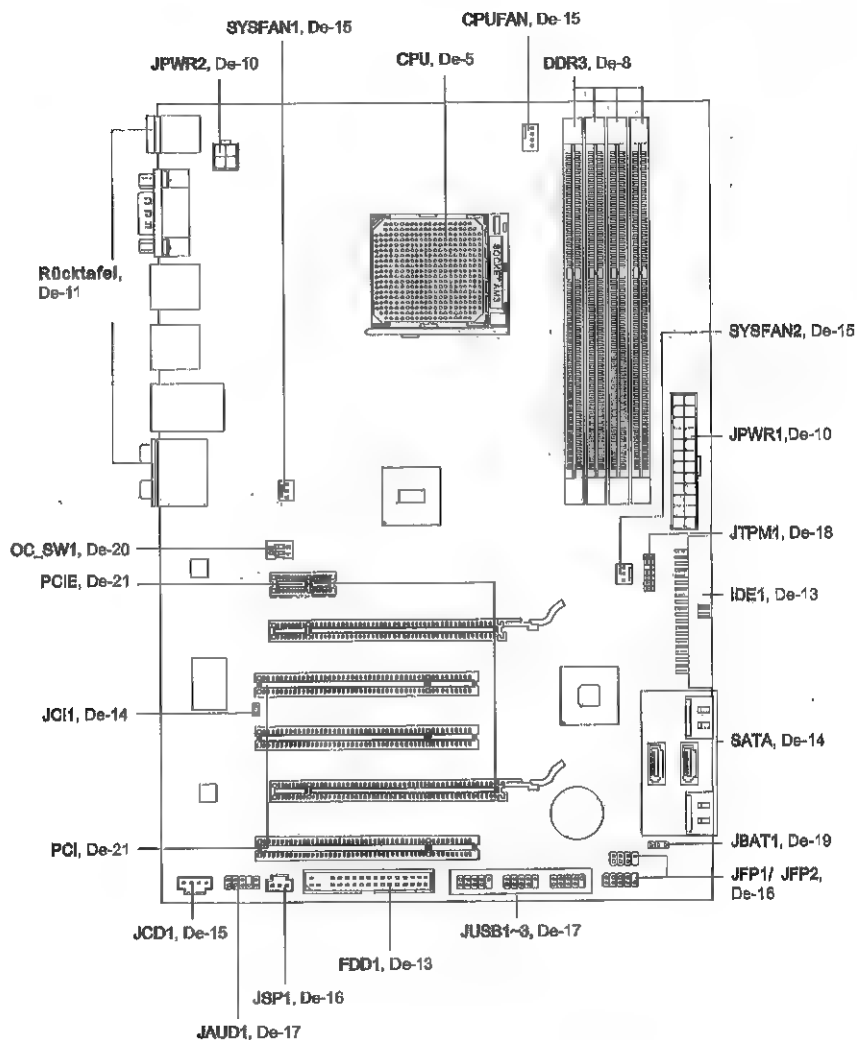 CPUFAN, De-15
SYSFAN1, De-15
JPWR2, De-10
CPU, De-5
DDR3, De-8
SOCKET AM3
Rücktafel,
De-11
SYSFAN2, De-15
JPWR1,De-10
OC_SW1, De-20
JTPM1, De-18
PCIE, De-21
IDE1, De-13
JCI1, De-14
SATA, De-14
PCI, De-21
JBAT1, De-19
JFP1/ JFP2,
De-16
JCD1, De-15
JUSB1~3, De-17
FDD1, De-13
JSP1, De-16
JAUD1, De-17